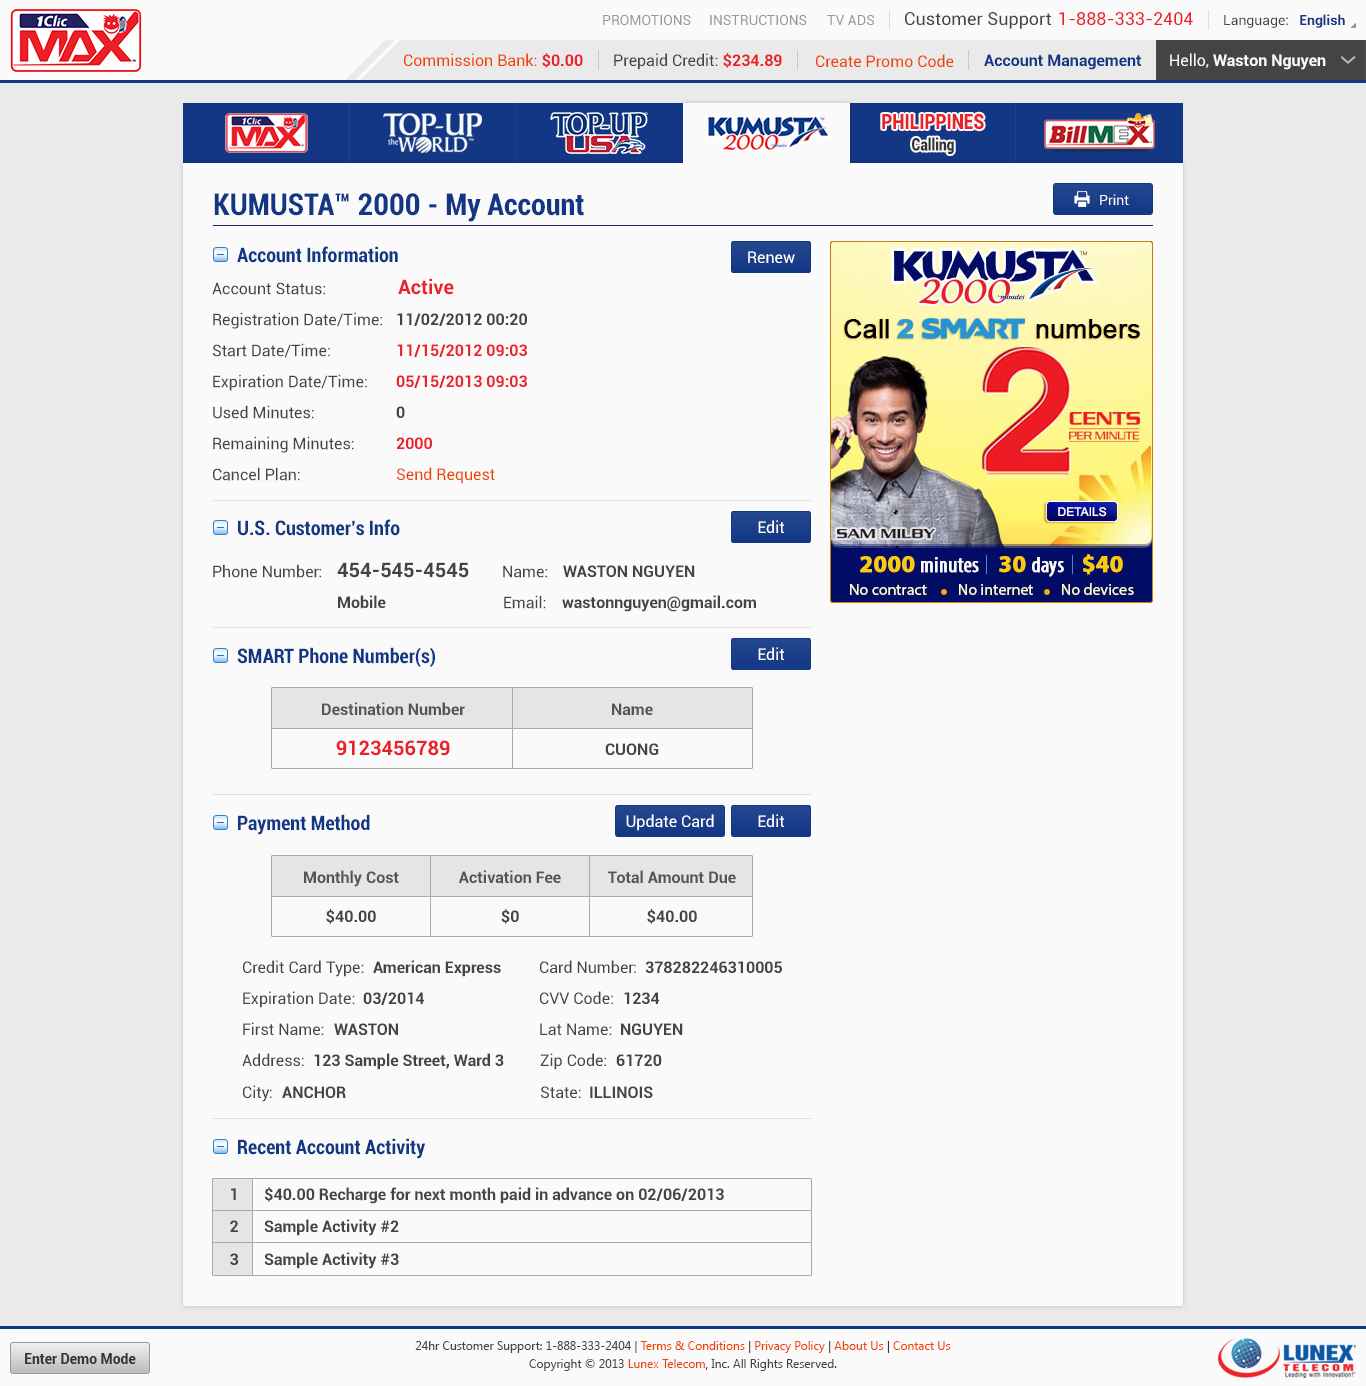 1Clic MAX
PROMOTIONS INSTRUCTIONS TV ADS Customer Support 1-888-333-2404 Language: English
Commission Bank: $0.00 Prepaid Credit: $234.89 Create Promo Code Account Management Hello, Waston Nguyen
1Clic MAX TOP-UP the WORLD™ TOP-UP USA KUMUSTA 2000 PHILIPPINES Calling BillMEX
KUMUSTA™ 2000 - My Account Print
Account Information Renew
Account Status: Active
Registration Date/Time: 11/02/2012 00:20
Start Date/Time: 11/15/2012 09:03
Expiration Date/Time: 05/15/2013 09:03
Used Minutes: 0
Remaining Minutes: 2000
Cancel Plan: Send Request
U.S. Customer's Info Edit
Phone Number: 454-545-4545 Name: WASTON NGUYEN
Mobile Email: wastonnguyen@gmail.com
SMART Phone Number(s) Edit
Destination Number Name
9123456789 CUONG
Payment Method Update Card Edit
Monthly Cost Activation Fee Total Amount Due
$40.00 $0 $40.00
Credit Card Type: American Express Card Number: 378282246310005
Expiration Date: 03/2014 CVV Code: 1234
First Name: WASTON Lat Name: NGUYEN
Address: 123 Sample Street, Ward 3 Zip Code: 61720
City: ANCHOR State: ILLINOIS
Recent Account Activity
1 $40.00 Recharge for next month paid in advance on 02/06/2013
2 Sample Activity #2
3 Sample Activity #3
KUMUSTA™
2000 minutes
Call 2 SMART numbers
2 CENTS
PER MINUTE
DETAILS
SAM MILBY
2000 minutes 30 days $40
No contract • No internet • No devices
Enter Demo Mode
24hr Customer Support: 1-888-333-2404 | Terms & Conditions | Privacy Policy | About Us | Contact Us
Copyright © 2013 Lunex Telecom, Inc. All Rights Reserved.
LUNEX
TELECOM
Leading with Innovation!